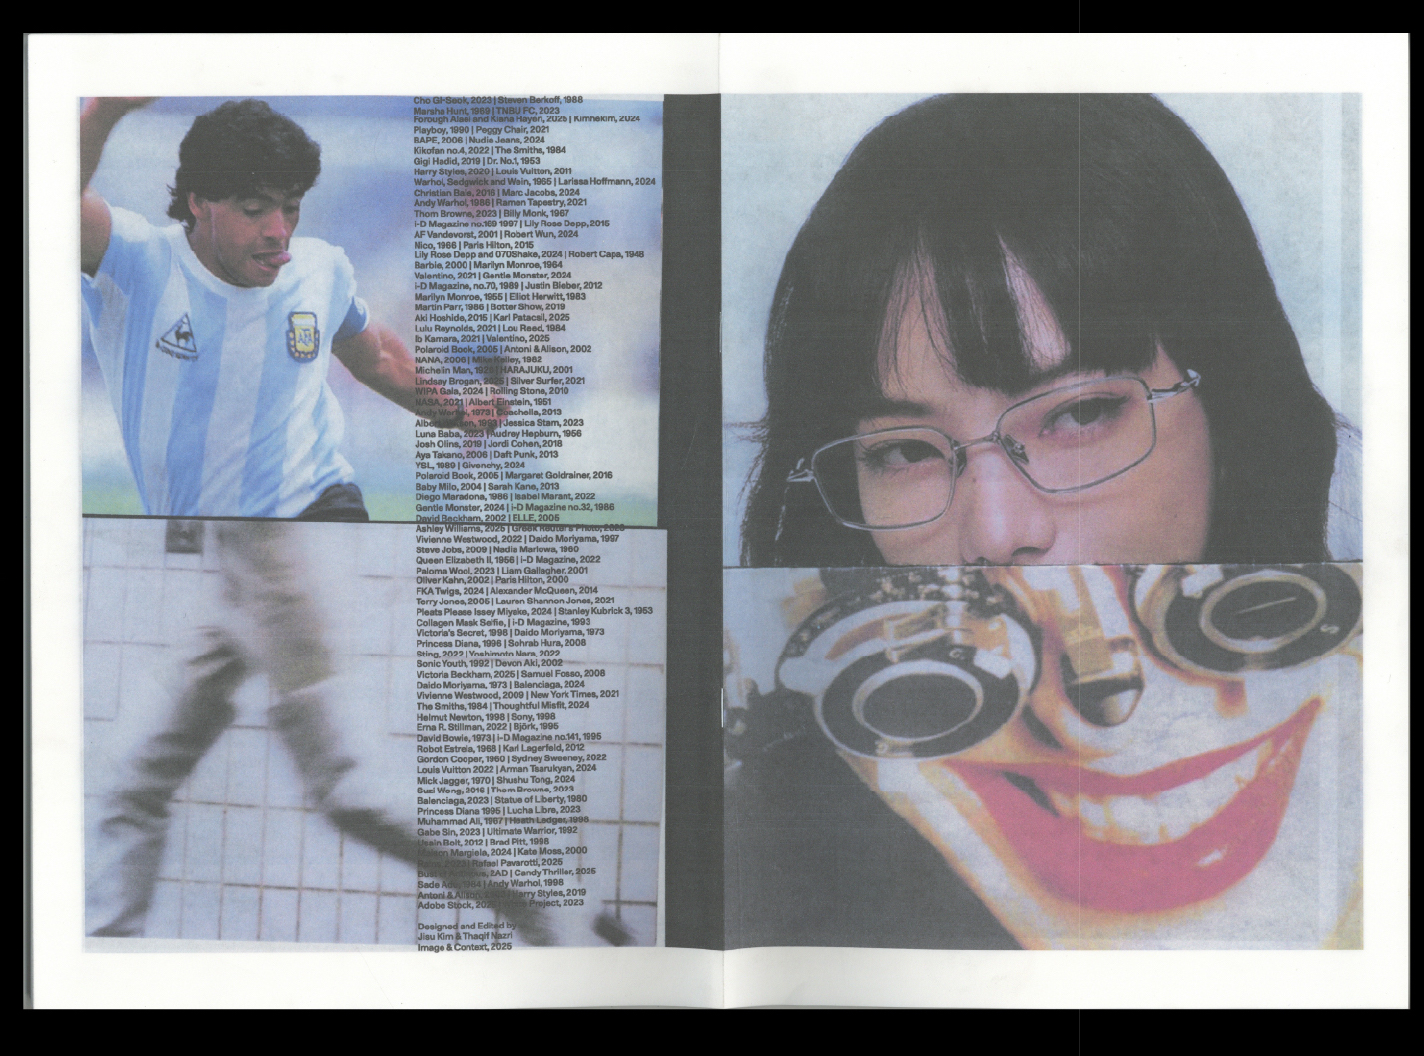 Cho Gi-Seok, 2023 | Steven Berkoff, 1988
Marsha Hunt, 1969 | TNBU FC, 2023
Forough Alaei and Kiana Hayeri, 2025 | Kimhekim, 2024
Playboy, 1990 | Peggy Chair, 2021
BAPE, 2006 | Nudie Jeans, 2024
Kikofan no.4, 2022 | The Smiths, 1984
Gigi Hadid, 2019 | Dr. No.1, 1953
Harry Styles, 2020 | Louis Vuitton, 2011
Warhol, Sedgwick and Wein, 1965 | Larissa Hoffmann, 2024
Christian Bale, 2018 | Marc Jacobs, 2024
Andy Warhol, 1986 | Raman Tapestry, 2021
Thom Browne, 2023 | Billy Monk, 1967
i-D Magazine no.169 1997 | Lily Rose Depp, 2015
AF Vandevorst, 2001 | Robert Wun, 2024
Nico, 1966 | Paris Hilton, 2015
Lily Rose Depp and 070Shake, 2024 | Robert Capa, 1948
Barbie, 2000 | Marilyn Monroe, 1964
Valentino, 2021 | Gentle Monster, 2024
i-D Magazine, no.70, 1989 | Justin Bieber, 2012
Marilyn Monroe, 1955 | Eliot Herwitt, 1983
Martin Parr, 1986 | Botter Show, 2019
Aki Hoshide, 2015 | Karl Patacsil, 2025
Lulu Reynolds, 2021 | Lou Reed, 1984
Ib Kamara, 2021 | Valentino, 2025
Polaroid Book, 2005 | Antoni & Alison, 2002
NANA, 2006 | Mike Kelley, 1982
Michelin Man, | HARAJUKU, 2001
Lindsay Brogan, 2025 | Silver Surfer, 2021
WIPA Gala, 2024 | Rolling Stone, 2010
NASA, 2021 | Albert Einstein, 1951
Andy Warhol, 1973 | Coachella, 2013
Albert | Jessica Stam, 2023
Luna Baba, 2023 | Audrey Hepburn, 1956
Josh Olins, 2019 | Jordi Cohen, 2018
Aya Takano, 2006 | Daft Punk, 2013
YSL, 1980 | Givenchy, 2024
Polaroid Book, 2005 | Margaret Goldrainer, 2016
Baby Milo, 2004 | Sarah Kane, 2013
Diego Maradona, 1986 | Isabel Marant, 2022
Gentle Monster, 2024 | i-D Magazine no.32, 1986
David Beckham, 2002 | ELLE, 2005
Ashley Williams, 2025 | Greek Reuters Photo,
Vivienne Westwood, 2022 | Daido Moriyama, 1997
Steve Jobs, 2009 | Nadia Marlowa, 1960
Queen Elizabeth II, 1956 | i-D Magazine, 2022
Paloma Wool, 2023 | Liam Gallagher, 2001
Oliver Kahn, 2002 | Paris Hilton, 2000
FKA Twigs, 2024 | Alexander McQueen, 2014
Terry Jones, 2005 | Lauren Shannon Jones, 2021
Pleats Please Issey Miyake, 2024 | Stanley Kubrick 3, 1953
Collagen Mask Selfie, | i-D Magazine, 1993
Victoria's Secret, 1998 | Daido Moriyama, 1973
Princess Diana, 1996 | Sohrab Hura, 2008
Sting, 2022 | Yoshimoto Nara, 2022
Sonic Youth, 1992 | Devon Aki, 2002
Victoria Beckham, 2025 | Samuel Fosso, 2008
Daido Moriyama, 1973 | Balenciaga, 2024
Vivienne Westwood, 2009 | New York Times, 2021
The Smiths, 1984 | Thoughtful Misfit, 2024
Helmut Newton, 1998 | Sony, 1998
Erna R. Stillman, 2022 | Björk, 1995
David Bowie, 1973 | i-D Magazine no.141, 1995
Robot Estrela, 1968 | Karl Lagerfeld, 2012
Gordon Cooper, 1960 | Sydney Sweeney, 2022
Louis Vuitton 2022 | Arman Tsarukyan, 2024
Mick Jagger, 1970 | Shushu Tong, 2024
Suzi Wong, 2016 | Thom Browne, 2023
Balenciaga, 2023 | Statue of Liberty, 1980
Princess Diana 1995 | Lucha Libre, 2023
Muhammad Ali, 1967 | Heath Ledger, 1998
Gabe Sin, 2023 | Ultimate Warrior, 1992
Usain Bolt, 2012 | Brad Pitt, 1998
Maison Margiela, 2024 | Kate Moss, 2000
| Rafael Pavarotti, 2025
2AD | Candy Thriller, 2025
Sade Adu, 1984 | Andy Warhol, 1998
Antoni & Alison, | Harry Styles, 2019
Adobe Stock, | Project, 2023
Designed and Edited by
Jisu Kim & Thaqif Nazri
Image & Context, 2025